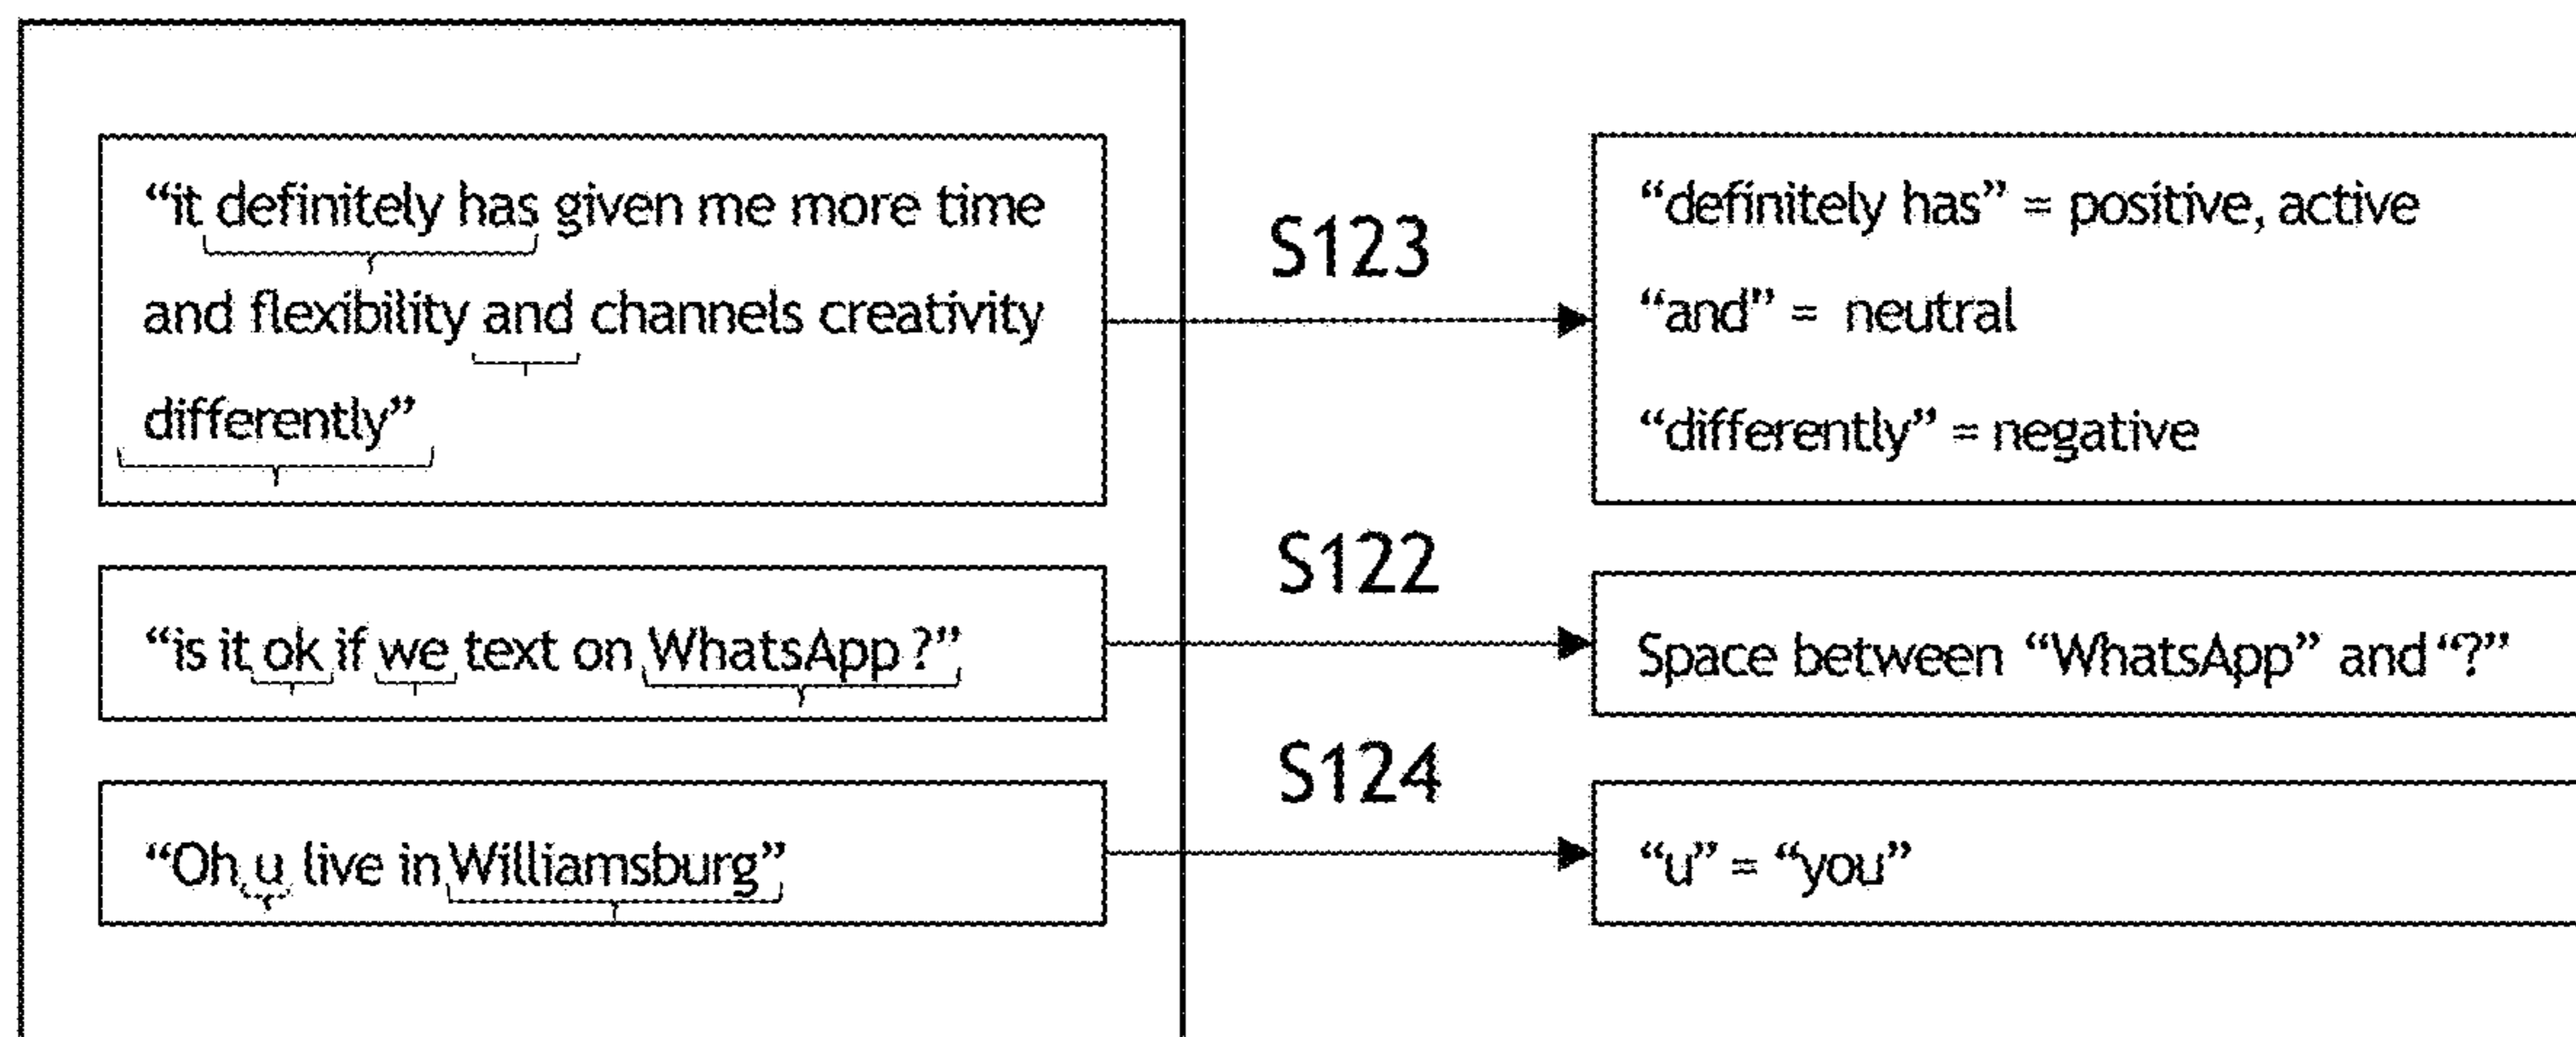 “it definitely has given me more time
and flexibility and channels creativity
differently”
S123
“definitely has” = positive, active
“and” = neutral
“differently” = negative
“is it ok if we text on WhatsApp ?”
S122
Space between “WhatsApp” and “?”
“Oh u live in Williamsburg”
S124
“u” = “you”